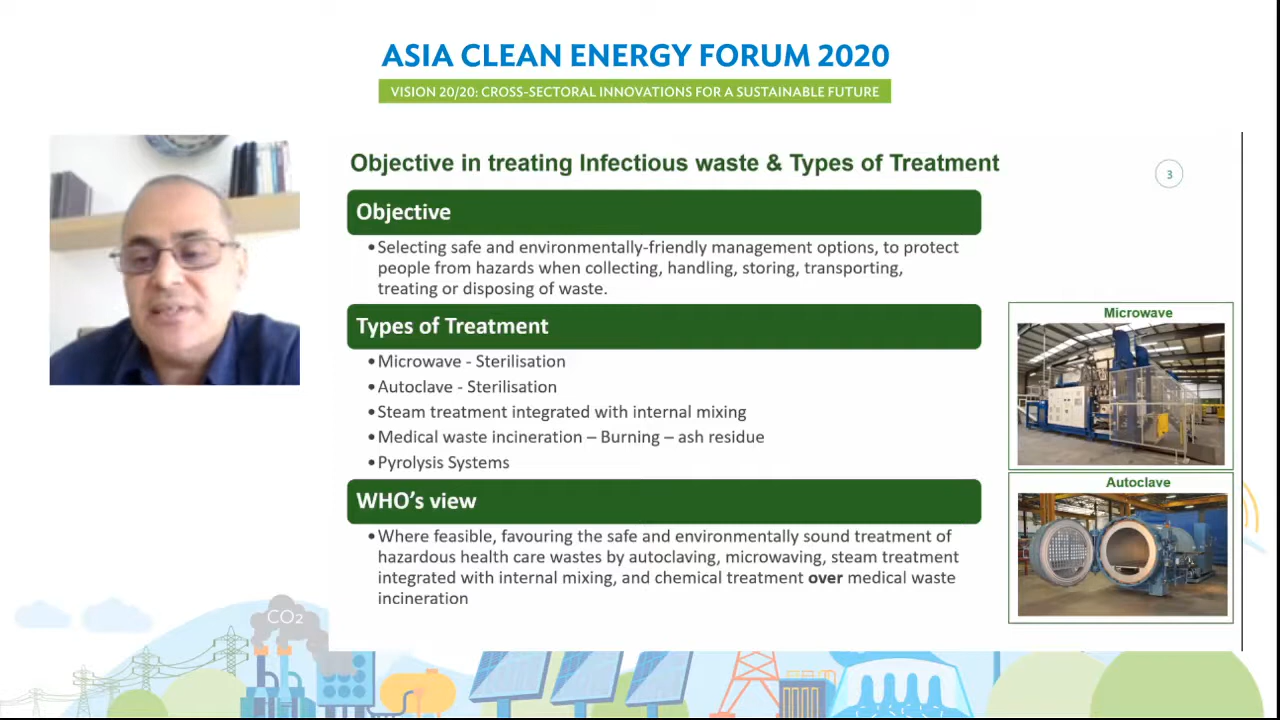 ASIA CLEAN ENERGY FORUM 2020
VISION 20/20: CROSS-SECTORAL INNOVATIONS FOR A SUSTAINABLE FUTURE
Objective in treating Infectious waste & Types of Treatment
3
Objective
•Selecting safe and environmentally-friendly management options, to protect
people from hazards when collecting, handling, storing, transporting,
treating or disposing of waste.
Types of Treatment
•Microwave - Sterilisation
•Autoclave - Sterilisation
•Steam treatment integrated with internal mixing
•Medical waste incineration – Burning – ash residue
•Pyrolysis Systems
WHO’s view
•Where feasible, favouring the safe and environmentally sound treatment of
hazardous health care wastes by autoclaving, microwaving, steam treatment
integrated with internal mixing, and chemical treatment over medical waste
incineration
Microwave
Autoclave
CO2